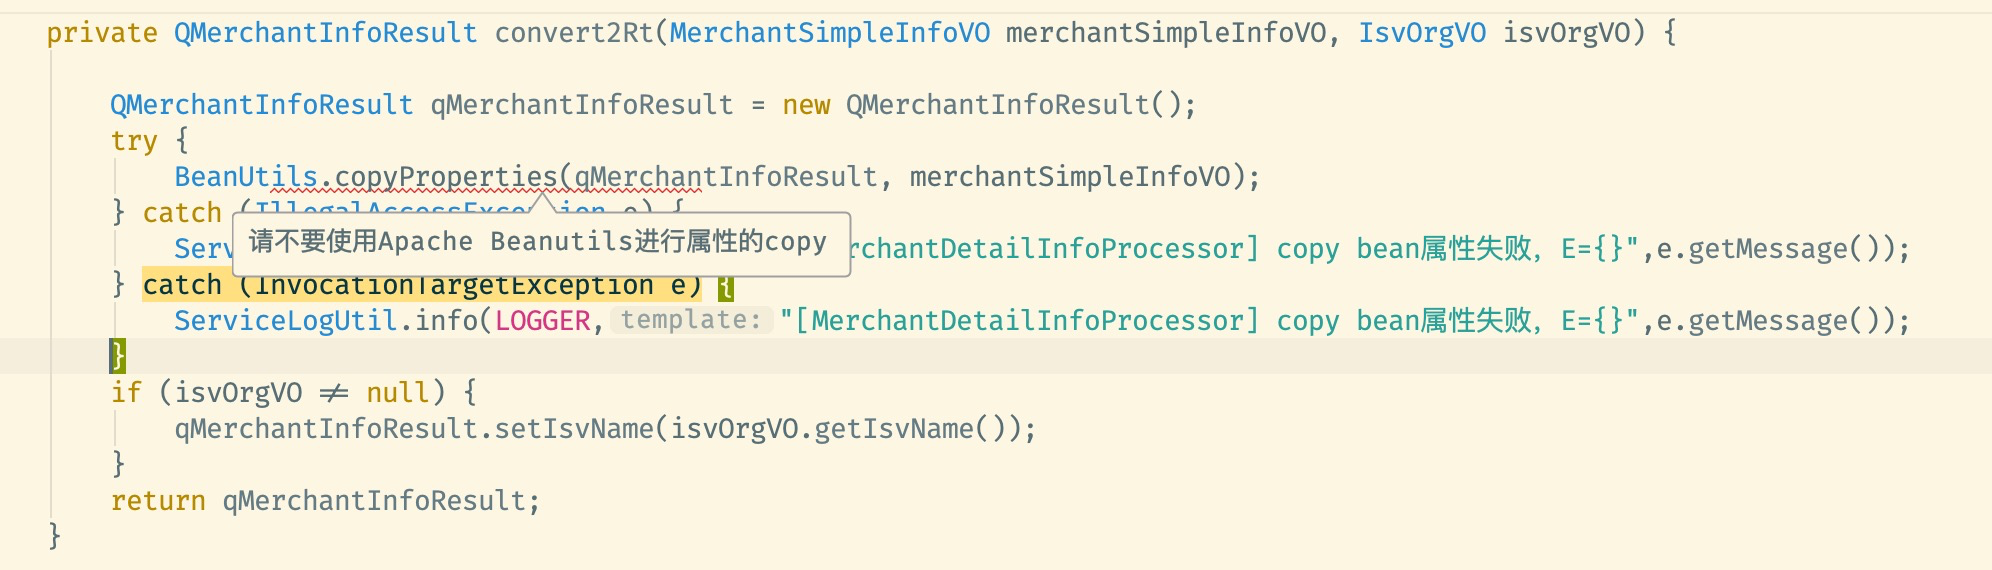 private QMerchantInfoResult convert2Rt(MerchantSimpleInfoVO merchantSimpleInfoVO, IsvOrgVO isvOrgVO) {
QMerchantInfoResult qMerchantInfoResult = new QMerchantInfoResult();
try {
BeanUtils.copyProperties(qMerchantInfoResult, merchantSimpleInfoVO);
} catch (IllegalAccessException e) {
请不要使用Apache Beanutils进行属性的copy
Serv rchantDetailInfoProcessor] copy bean属性失败, E={}",e.getMessage());
} catch (InvocationTargetException e) {
ServiceLogUtil.info(LOGGER, template: "[MerchantDetailInfoProcessor] copy bean属性失败, E={}",e.getMessage());
}
if (isvOrgVO ≠ null) {
qMerchantInfoResult.setIsvName(isvOrgVO.getIsvName());
}
return qMerchantInfoResult;
}